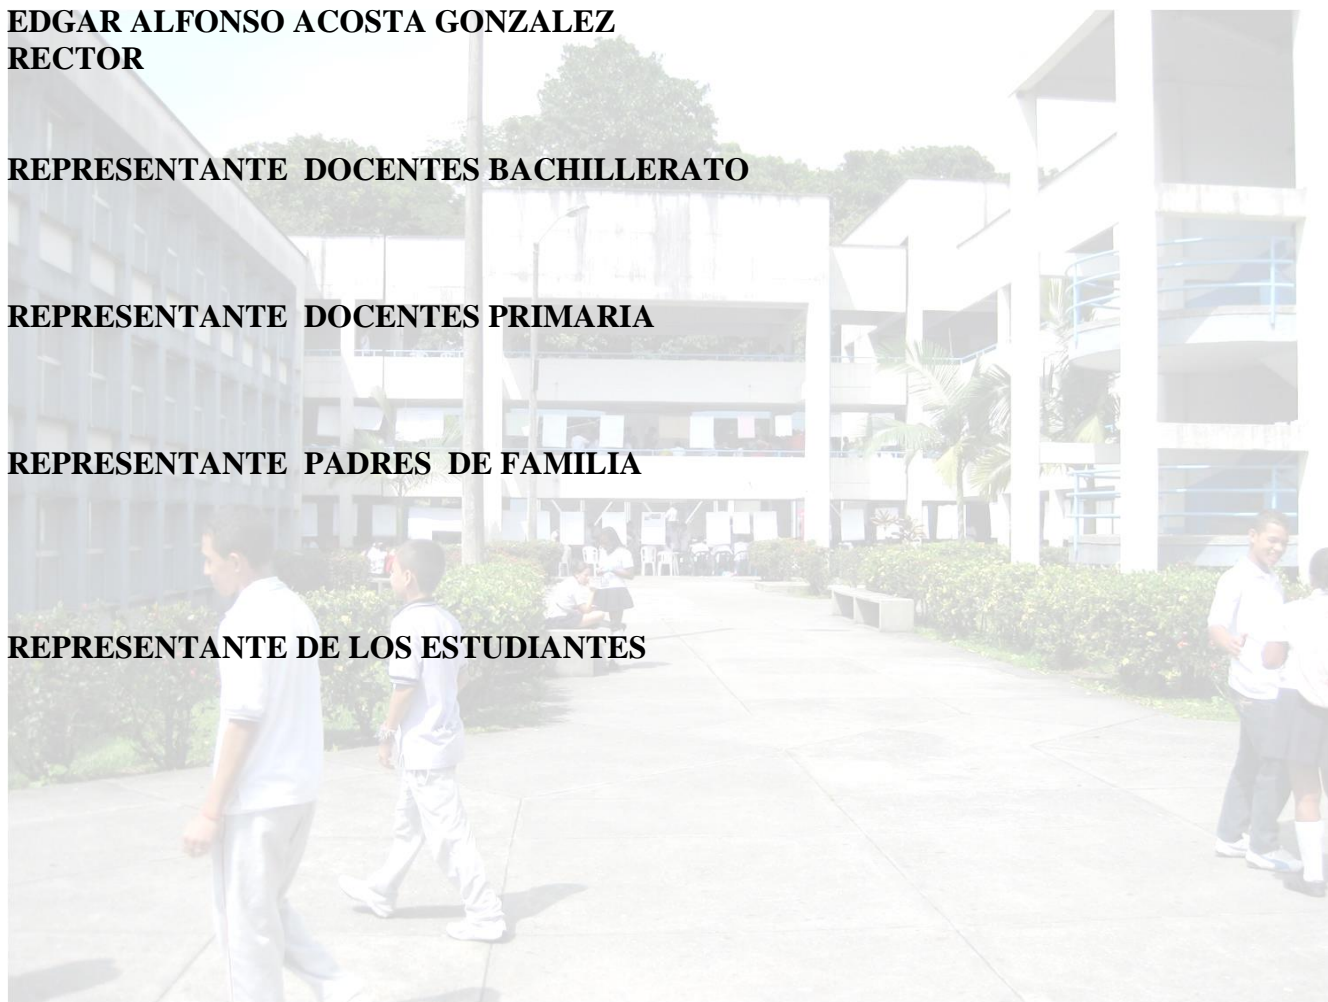 EDGAR ALFONSO ACOSTA GONZALEZ
RECTOR
REPRESENTANTE  DOCENTES BACHILLERATO
REPRESENTANTE  DOCENTES PRIMARIA
REPRESENTANTE  PADRES  DE FAMILIA
REPRESENTANTE DE LOS ESTUDIANTES